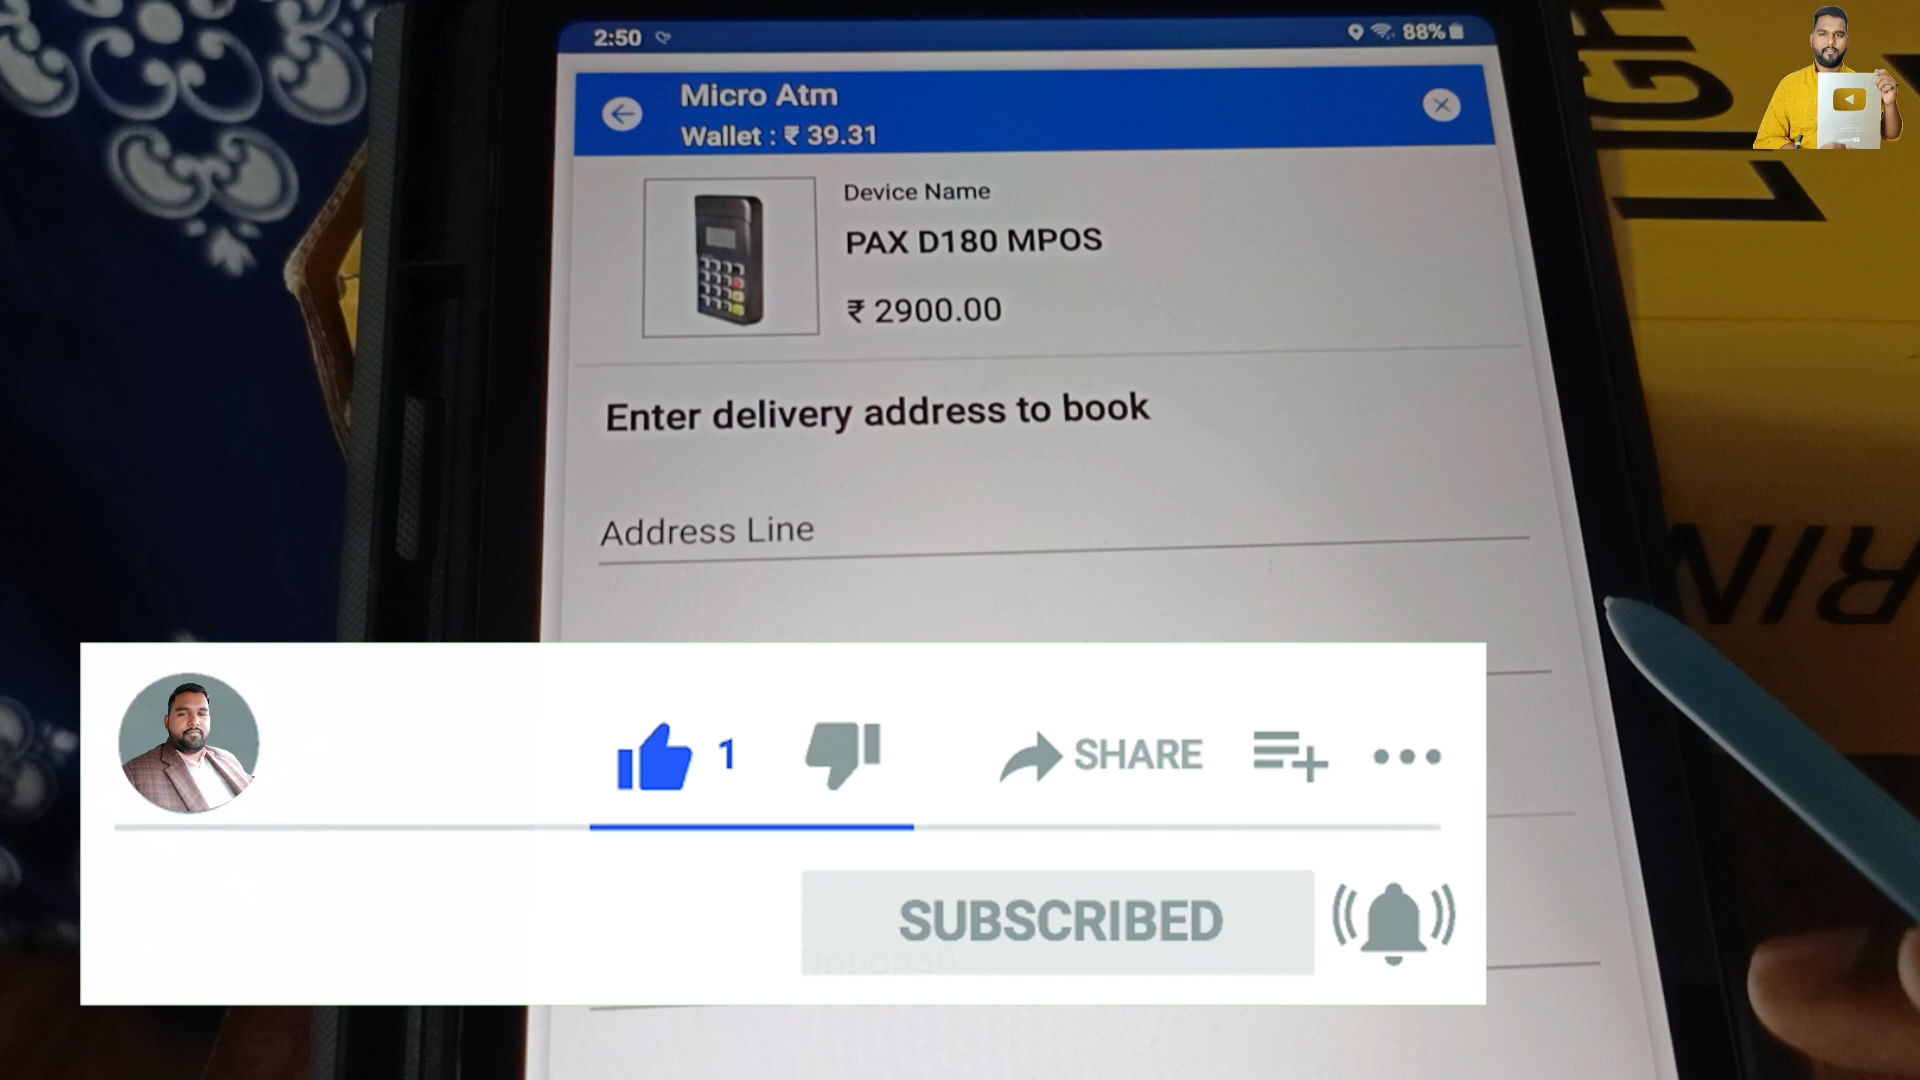 2:50
88%
Micro Atm
Wallet : ₹ 39.31
Device Name
PAX D180 MPOS
₹ 2900.00
Enter delivery address to book
Address Line
1
SHARE
SUBSCRIBED